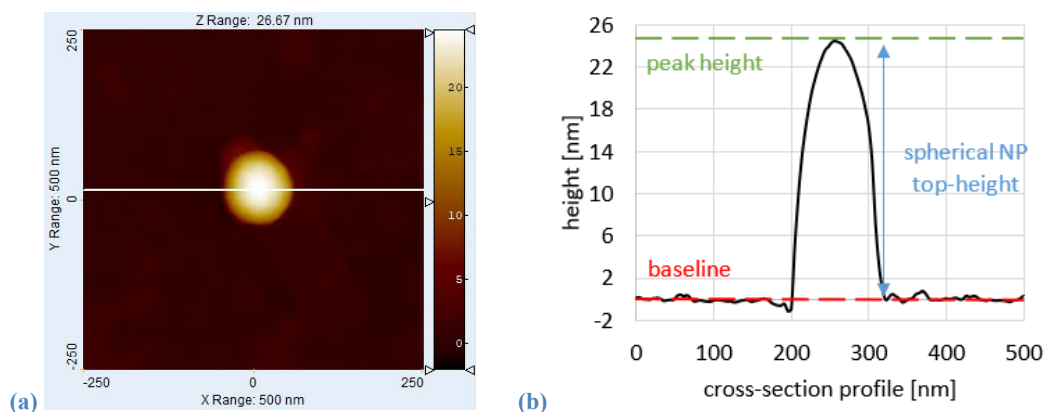 Z Range: 26.67 nm
250
0
-250
Y Range: 500 nm
-250
0
250
X Range: 500 nm
20
15
10
5
0
(a)
26
22
18
14
10
6
2
-2
height [nm]
peak height
spherical NP
top-height
baseline
0
100
200
300
400
500
cross-section profile [nm]
(b)